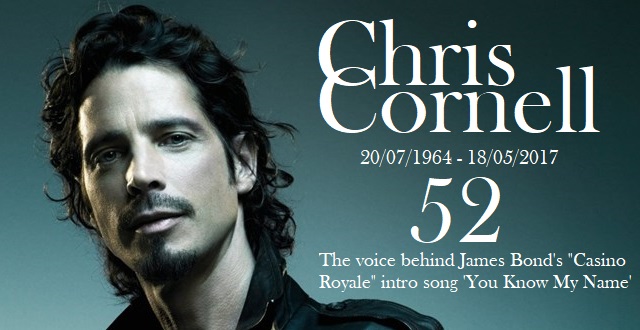 Chris
Cornell
20/07/1964 - 18/05/2017
52
The voice behind James Bond's "Casino
Royale" intro song 'You Know My Name'